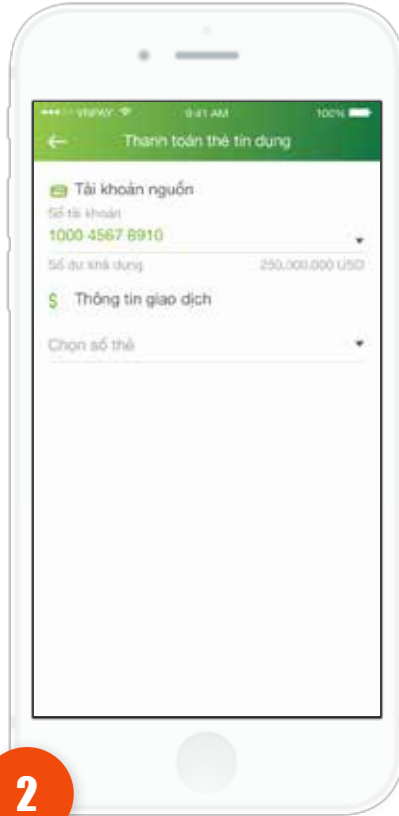 VNPAY 9:41 AM 100%
Thanh toán thẻ tín dụng
Tài khoản nguồn
Số tài khoản
1000 4567 8910
Số dư khả dụng 250,000,000 USD
$ Thông tin giao dịch
Chọn số thẻ
2